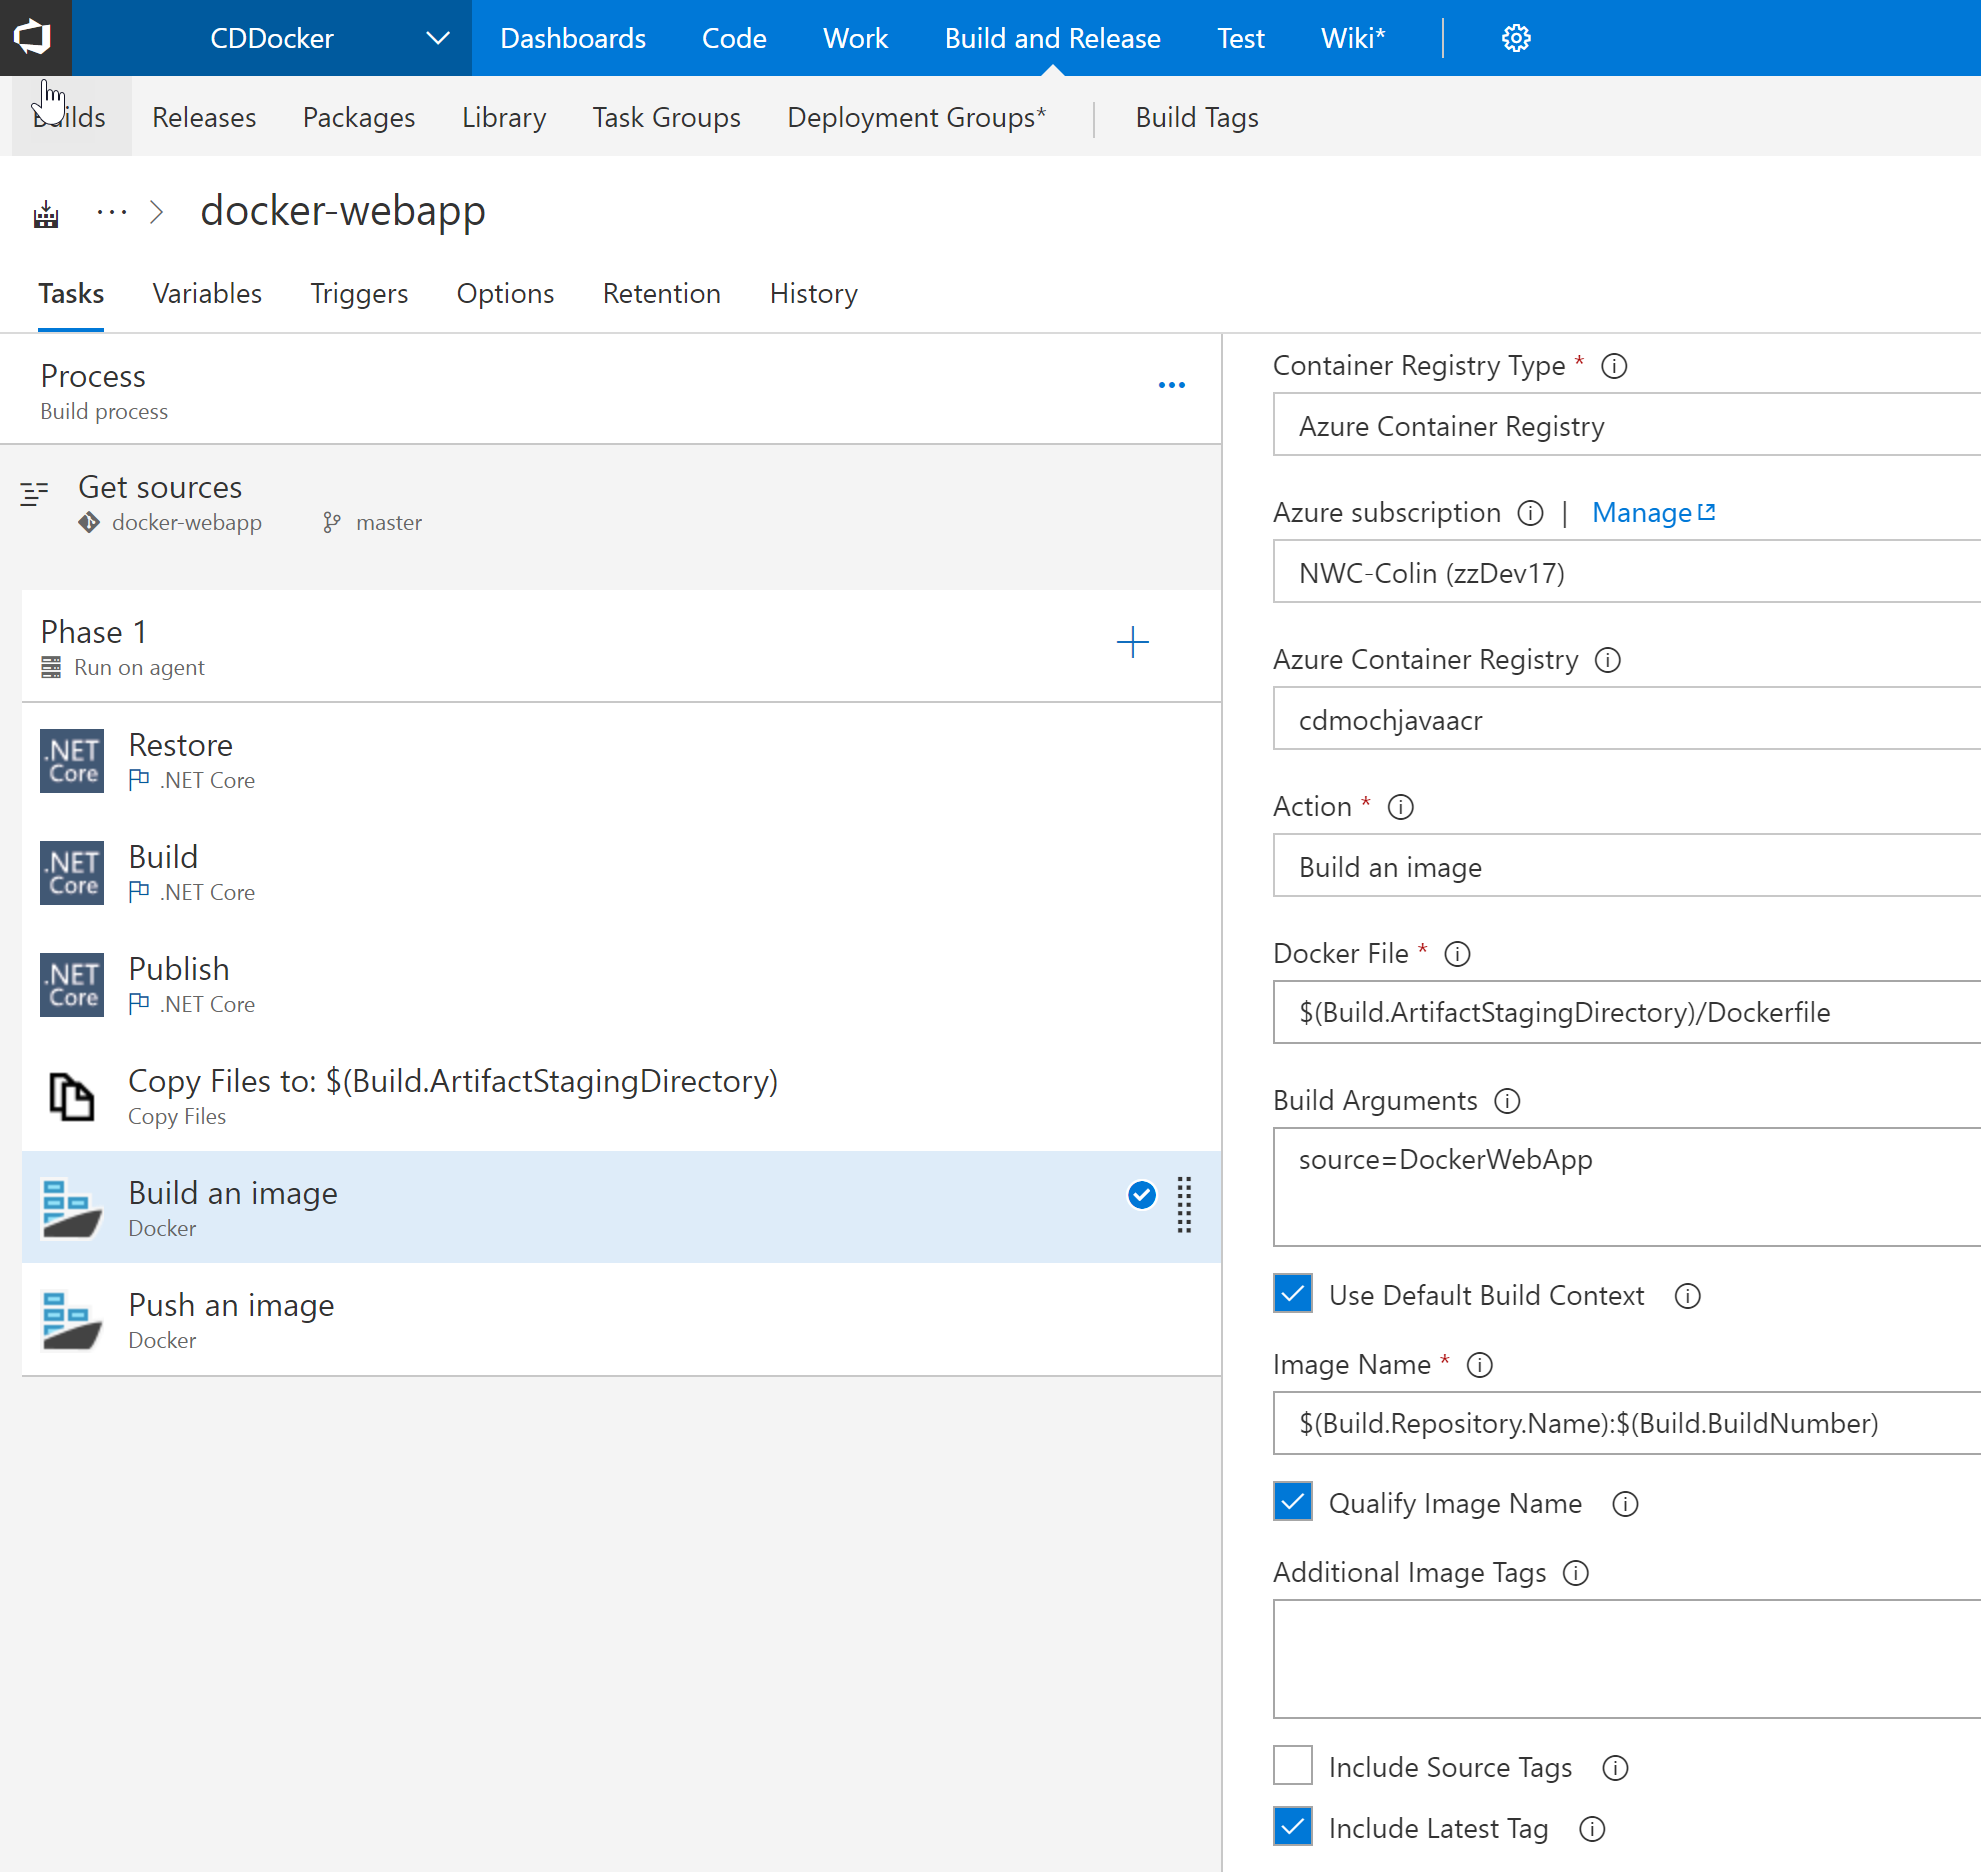 CDDocker Dashboards Code Work Build and Release Test Wiki*
Builds Releases Packages Library Task Groups Deployment Groups* Build Tags
... > docker-webapp
Tasks Variables Triggers Options Retention History
Process
Build process
Get sources
docker-webapp master
Phase 1
Run on agent
.NET Core Restore
.NET Core
.NET Core Build
.NET Core
.NET Core Publish
.NET Core
Copy Files to: $(Build.ArtifactStagingDirectory)
Copy Files
Build an image
Docker
Push an image
Docker
Container Registry Type *
Azure Container Registry
Azure subscription | Manage
NWC-Colin (zzDev17)
Azure Container Registry
cdmochjavaacr
Action *
Build an image
Docker File *
$(Build.ArtifactStagingDirectory)/Dockerfile
Build Arguments
source=DockerWebApp
Use Default Build Context
Image Name *
$(Build.Repository.Name):$(Build.BuildNumber)
Qualify Image Name
Additional Image Tags
Include Source Tags
Include Latest Tag